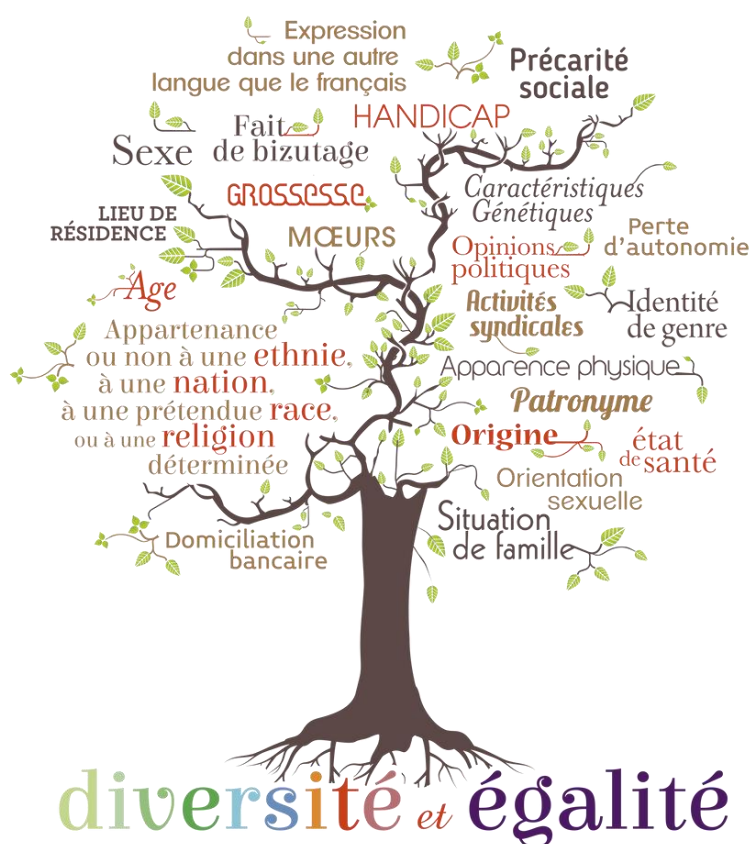 Expression
dans une autre
langue que le français
Précarité
sociale
HANDICAP
Sexe
Fait
de bizutage
GROSSESSE
Caractéristiques
Génétiques
LIEU DE
RÉSIDENCE
MŒURS
Opinions
politiques
Perte
d'autonomie
Age
Activités
syndicales
Identité
de genre
Appartenance
ou non à une ethnie,
à une nation,
à une prétendue race,
ou à une religion
déterminée
Apparence physique
Patronyme
Origine
état
de santé
Orientation
sexuelle
Situation
de famille
Domiciliation
bancaire
diversité et égalité